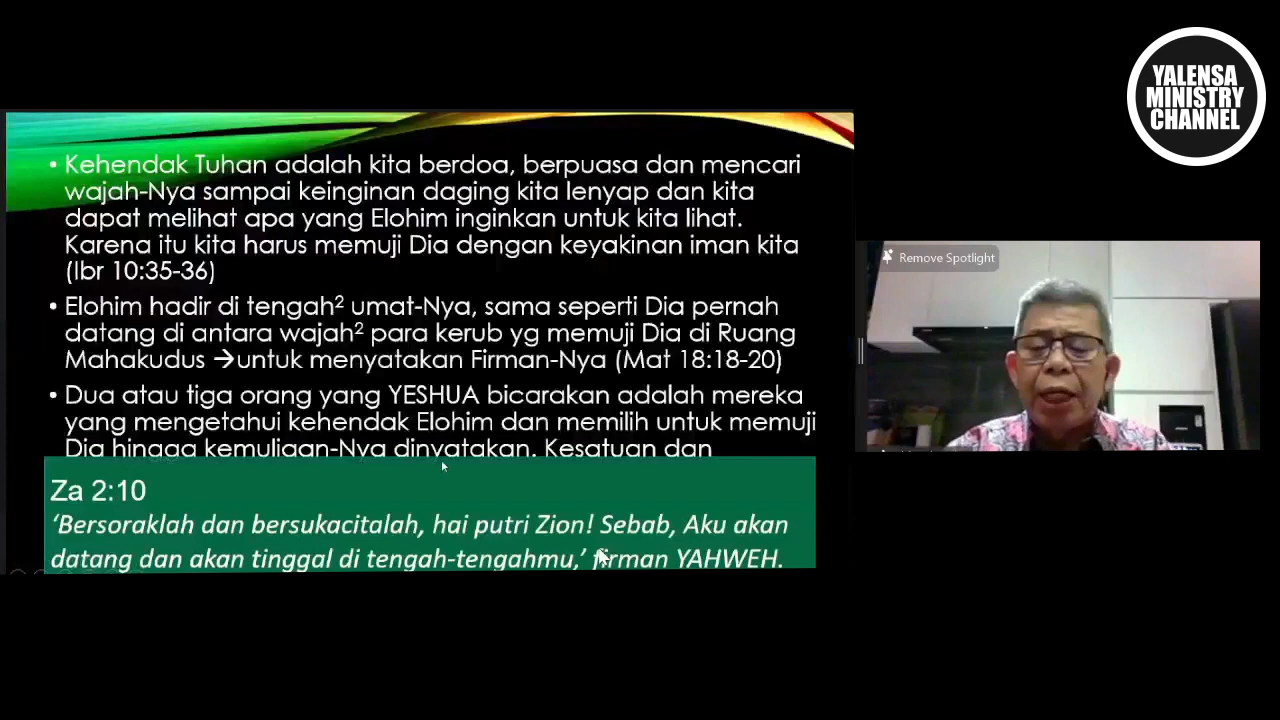 YALENSA
MINISTRY
CHANNEL
• Kehendak Tuhan adalah kita berdoa, berpuasa dan mencari
wajah-Nya sampai keinginan daging kita lenyap dan kita
dapat melihat apa yang Elohim inginkan untuk kita lihat.
Karena itu kita harus memuji Dia dengan keyakinan iman kita
(Ibr 10:35-36)
• Elohim hadir di tengah² umat-Nya, sama seperti Dia pernah
datang di antara wajah² para kerub yg memuji Dia di Ruang
Mahakudus →untuk menyatakan Firman-Nya (Mat 18:18-20)
• Dua atau tiga orang yang YESHUA bicarakan adalah mereka
yang mengetahui kehendak Elohim dan memilih untuk memuji
Dia hingga kemuliaan-Nya dinyatakan. Kesatuan dan
Za 2:10
‘Bersoraklah dan bersukacitalah, hai putri Zion! Sebab, Aku akan
datang dan akan tinggal di tengah-tengahmu,’ firman YAHWEH.
Remove Spotlight